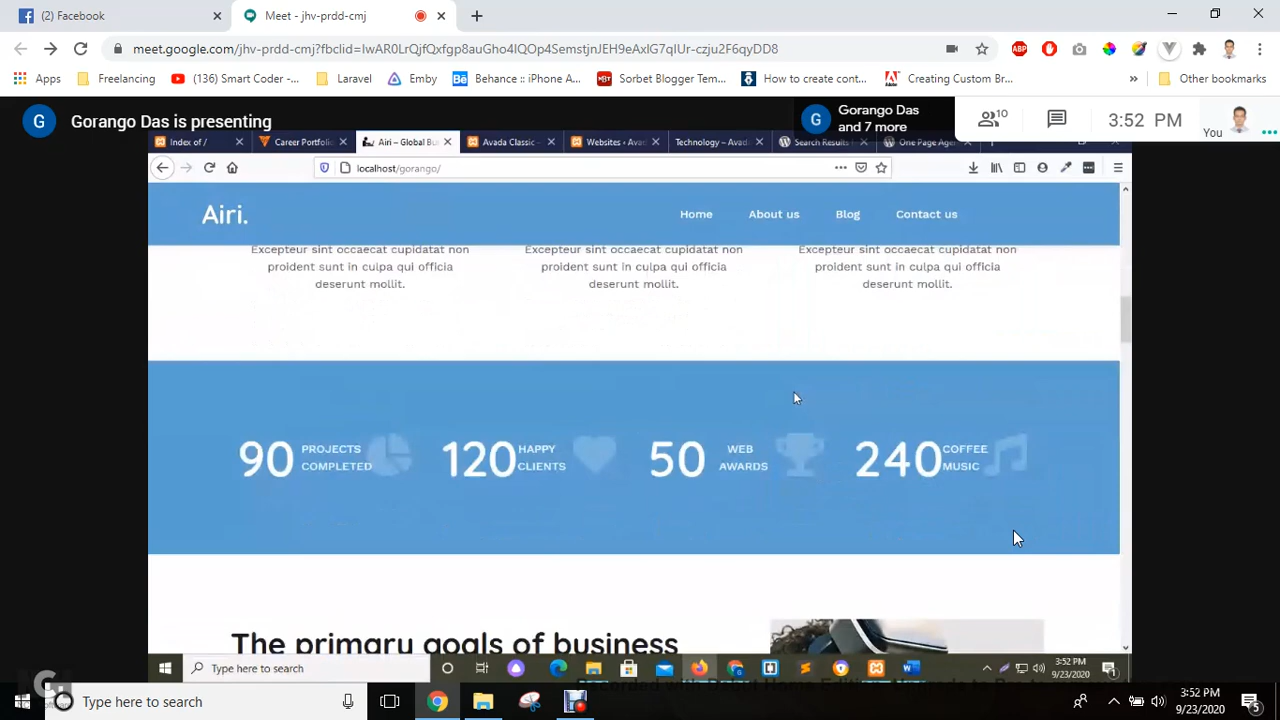 (2) Facebook
Meet - jhv-prdd-cmj
meet.google.com/jhv-prdd-cmj?fbclid=IwAR0LrQjfQxfgp8auGho4IQOp4SemstjnJEH9eAxIG7qIUr-czju2F6qyDD8
Apps
Freelancing
(136) Smart Coder -...
Laravel
Emby
Behance :: iPhone A...
Sorbet Blogger Tem...
How to create cont...
Creating Custom Br...
Other bookmarks
G Gorango Das is presenting
G Gorango Das
and 7 more
10
3:52 PM
You
Index of /
Career Portfolio
Airi – Global Bu
Avada Classic –
Websites ‹ Avad
Technology – Avad
Search Results
One Page Agen
localhost/gorango/
Airi.
Home
About us
Blog
Contact us
Excepteur sint occaecat cupidatat non
proident sunt in culpa qui officia
deserunt mollit.
Excepteur sint occaecat cupidatat non
proident sunt in culpa qui officia
deserunt mollit.
Excepteur sint occaecat cupidatat non
proident sunt in culpa qui officia
deserunt mollit.
90 PROJECTS
COMPLETED
120 HAPPY
CLIENTS
50 WEB
AWARDS
240 COFFEE
MUSIC
The primary goals of business
Type here to search
3:52 PM
9/23/2020
Type here to search
3:52 PM
9/23/2020
5